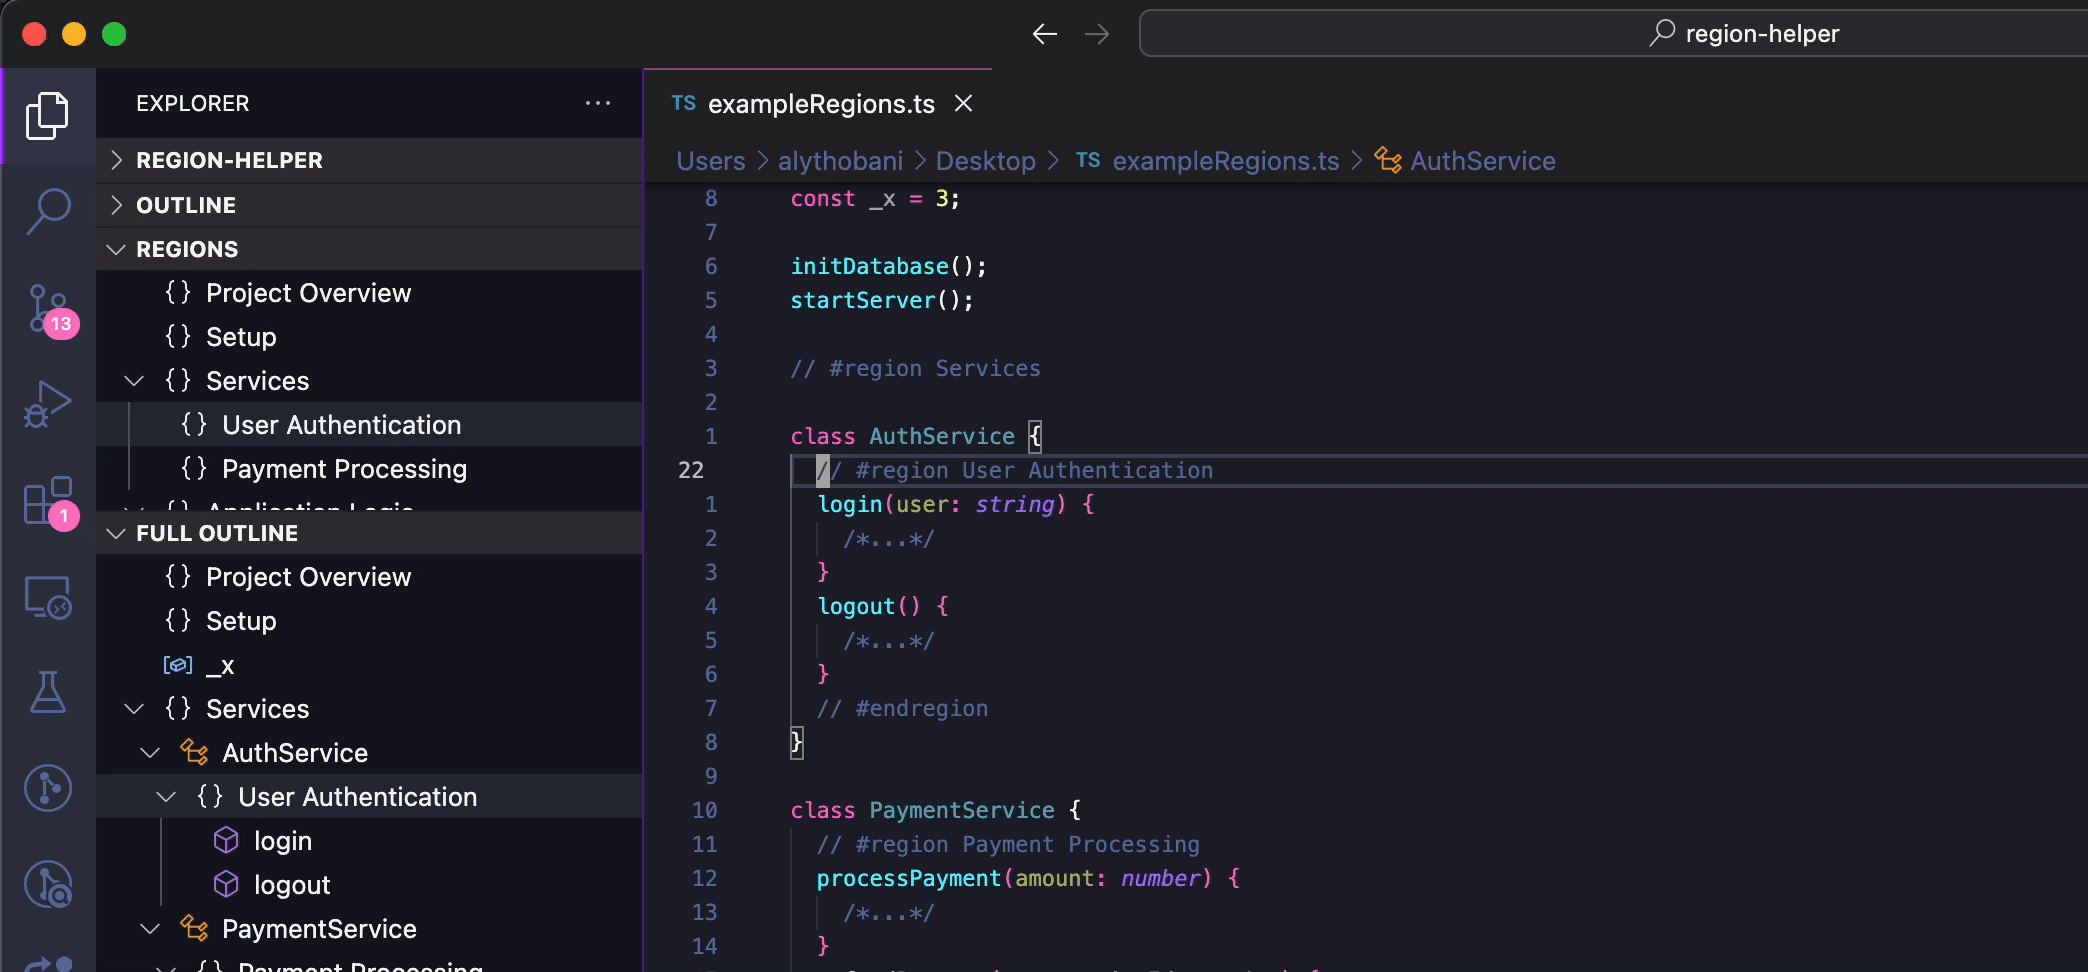 region-helper
EXPLORER
REGION-HELPER
OUTLINE
REGIONS
{} Project Overview
{} Setup
{} Services
{} User Authentication
{} Payment Processing
{} Application Logic
FULL OUTLINE
{} Project Overview
{} Setup
_x
{} Services
AuthService
{} User Authentication
login
logout
PaymentService
{} Payment Processing
13
1
TS exampleRegions.ts
Users > alythobani > Desktop > TS exampleRegions.ts > AuthService
8 const _x = 3;
7
6 initDatabase();
5 startServer();
4
3 // #region Services
2
1 class AuthService {
22 // #region User Authentication
1 login(user: string) {
2 /*...*/
3 }
4 logout() {
5 /*...*/
6 }
7 // #endregion
8 }
9
10 class PaymentService {
11 // #region Payment Processing
12 processPayment(amount: number) {
13 /*...*/
14 }